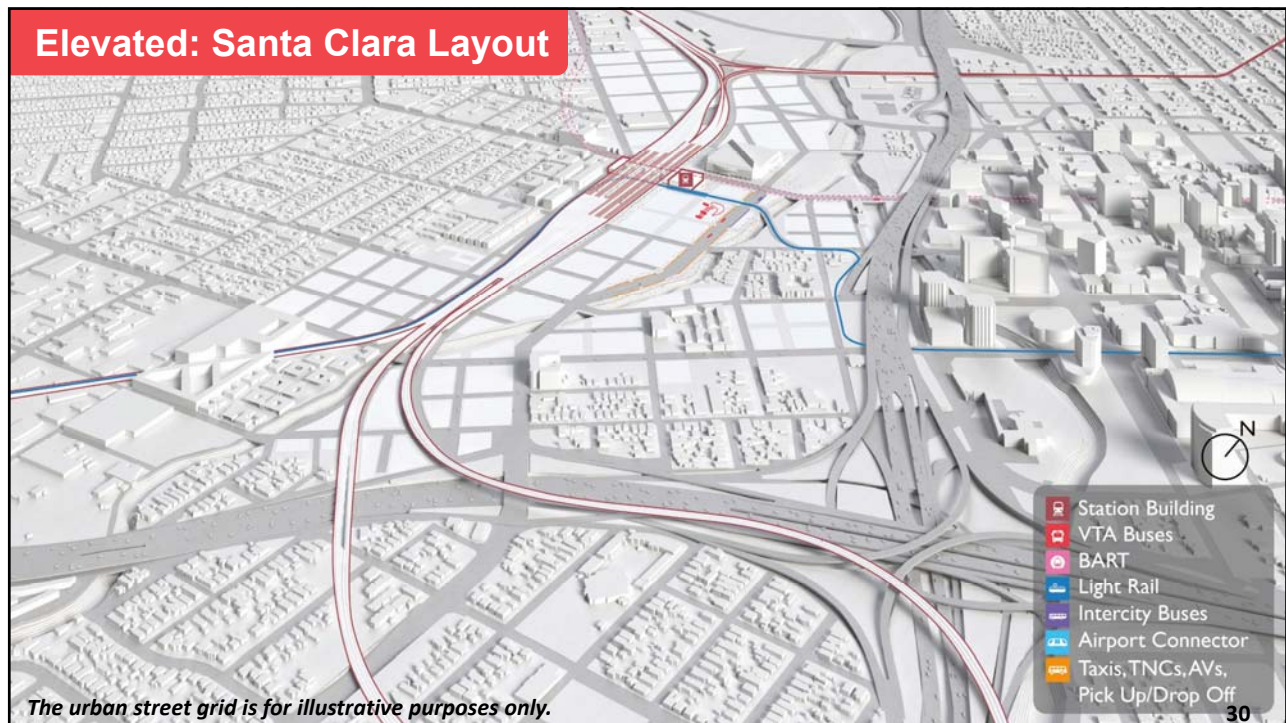 Elevated: Santa Clara Layout
N
Station Building
VTA Buses
BART
Light Rail
Intercity Buses
Airport Connector
Taxis, TNCs, AVs,
Pick Up/Drop Off
The urban street grid is for illustrative purposes only.
30